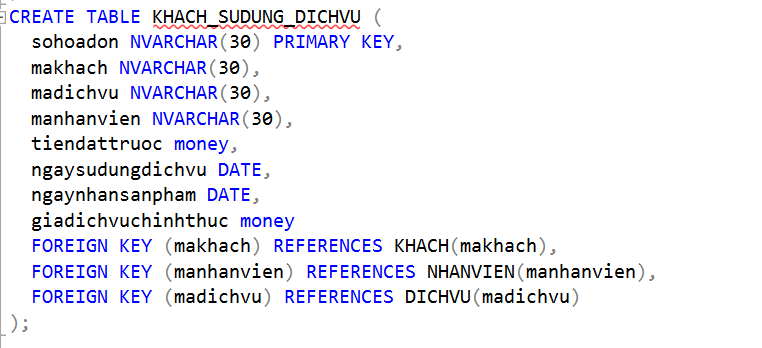 CREATE TABLE KHACH_SUDUNG_DICHVU (
sohoadon NVARCHAR(30) PRIMARY KEY,
makhach NVARCHAR(30),
madichvu NVARCHAR(30),
manhanvien NVARCHAR(30),
tiendattruoc money,
ngaysudungdichvu DATE,
ngaynhansanpham DATE,
giadichvuchinhthuc money
FOREIGN KEY (makhach) REFERENCES KHACH(makhach),
FOREIGN KEY (manhanvien) REFERENCES NHANVIEN(manhanvien),
FOREIGN KEY (madichvu) REFERENCES DICHVU(madichvu)
);